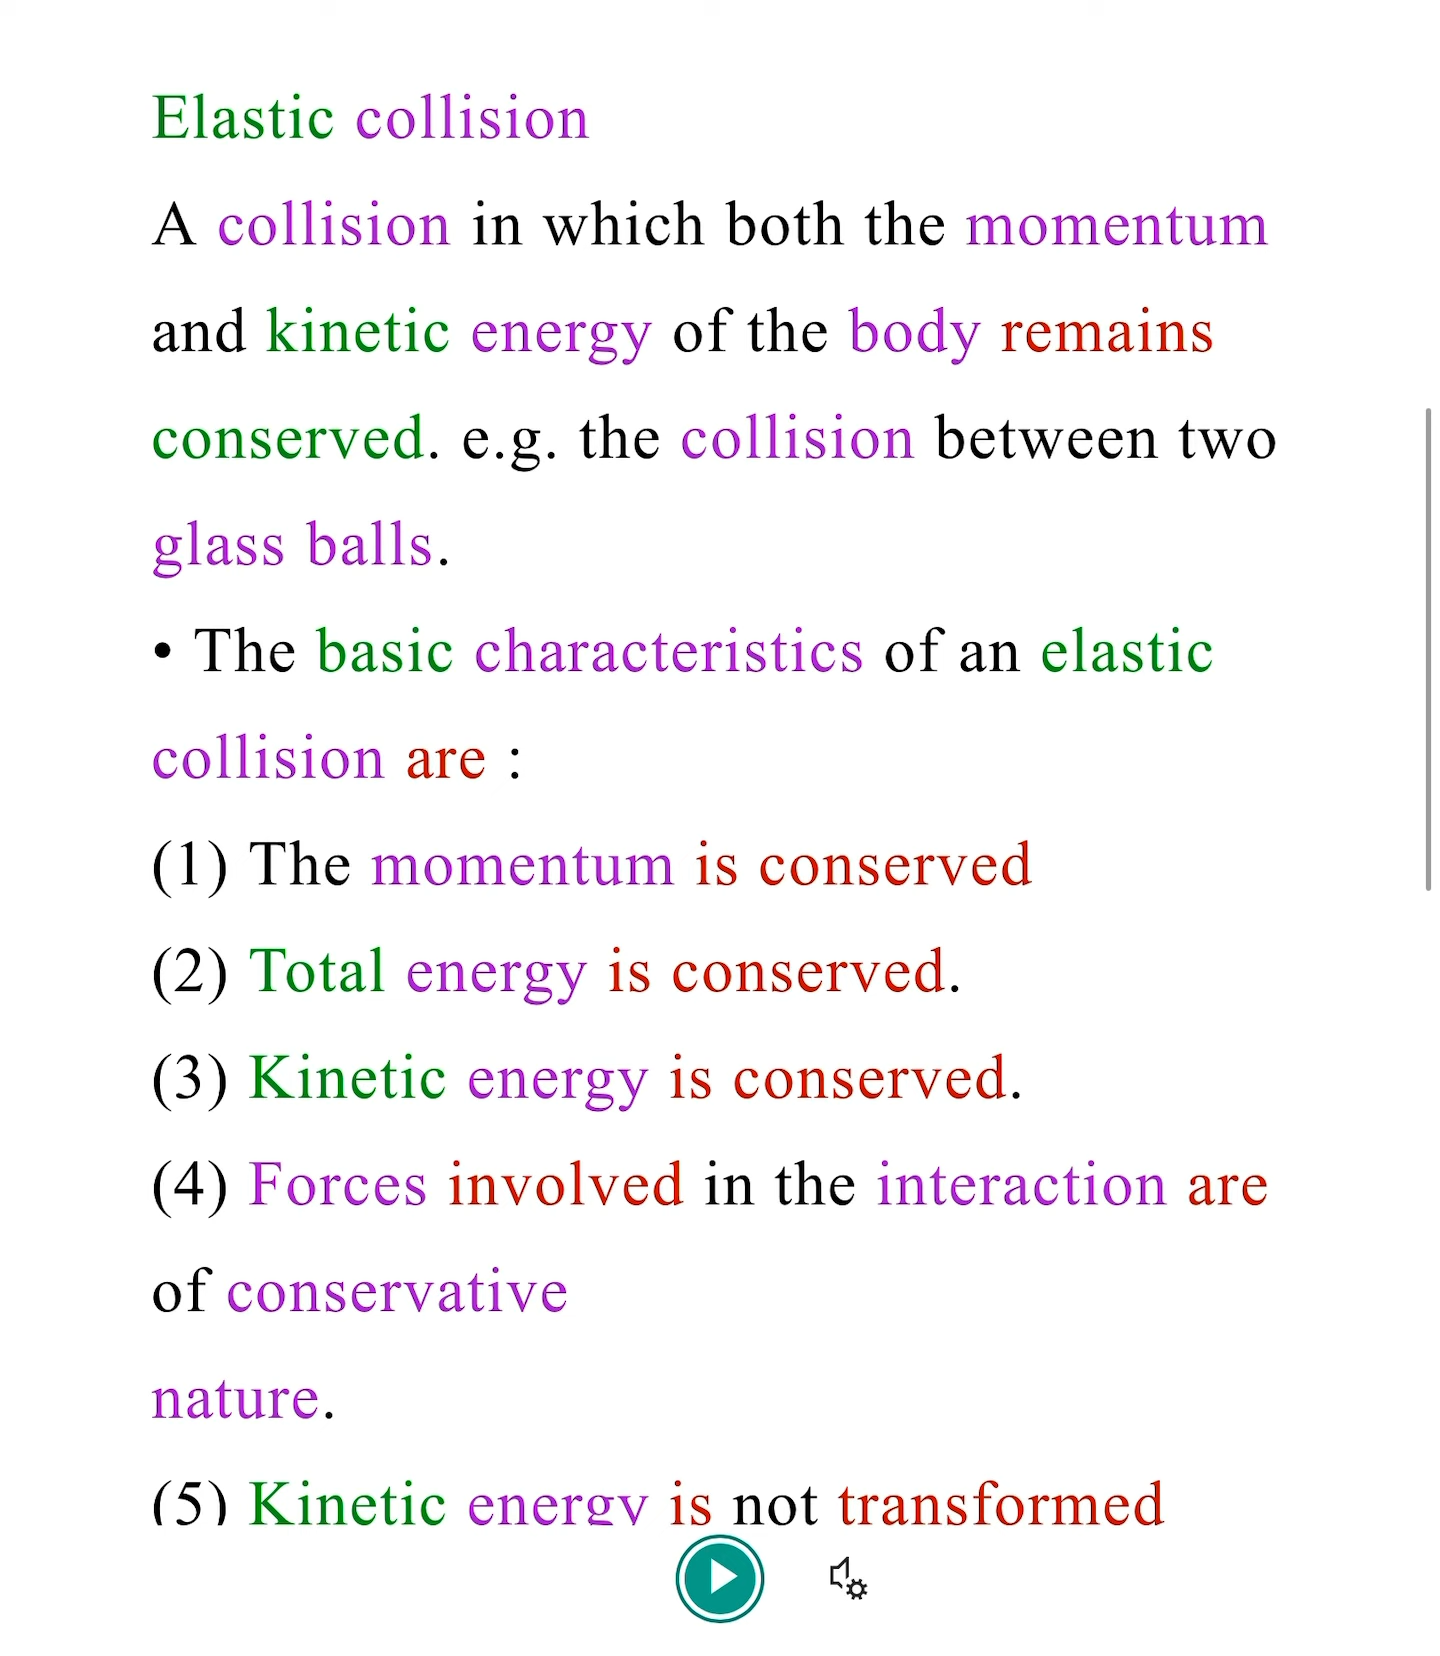 Elastic collision
A collision in which both the momentum
and kinetic energy of the body remains
conserved. e.g. the collision between two
glass balls.
• The basic characteristics of an elastic
collision are :
(1) The momentum is conserved
(2) Total energy is conserved.
(3) Kinetic energy is conserved.
(4) Forces involved in the interaction are
of conservative
nature.
(5) Kinetic energy is not transformed